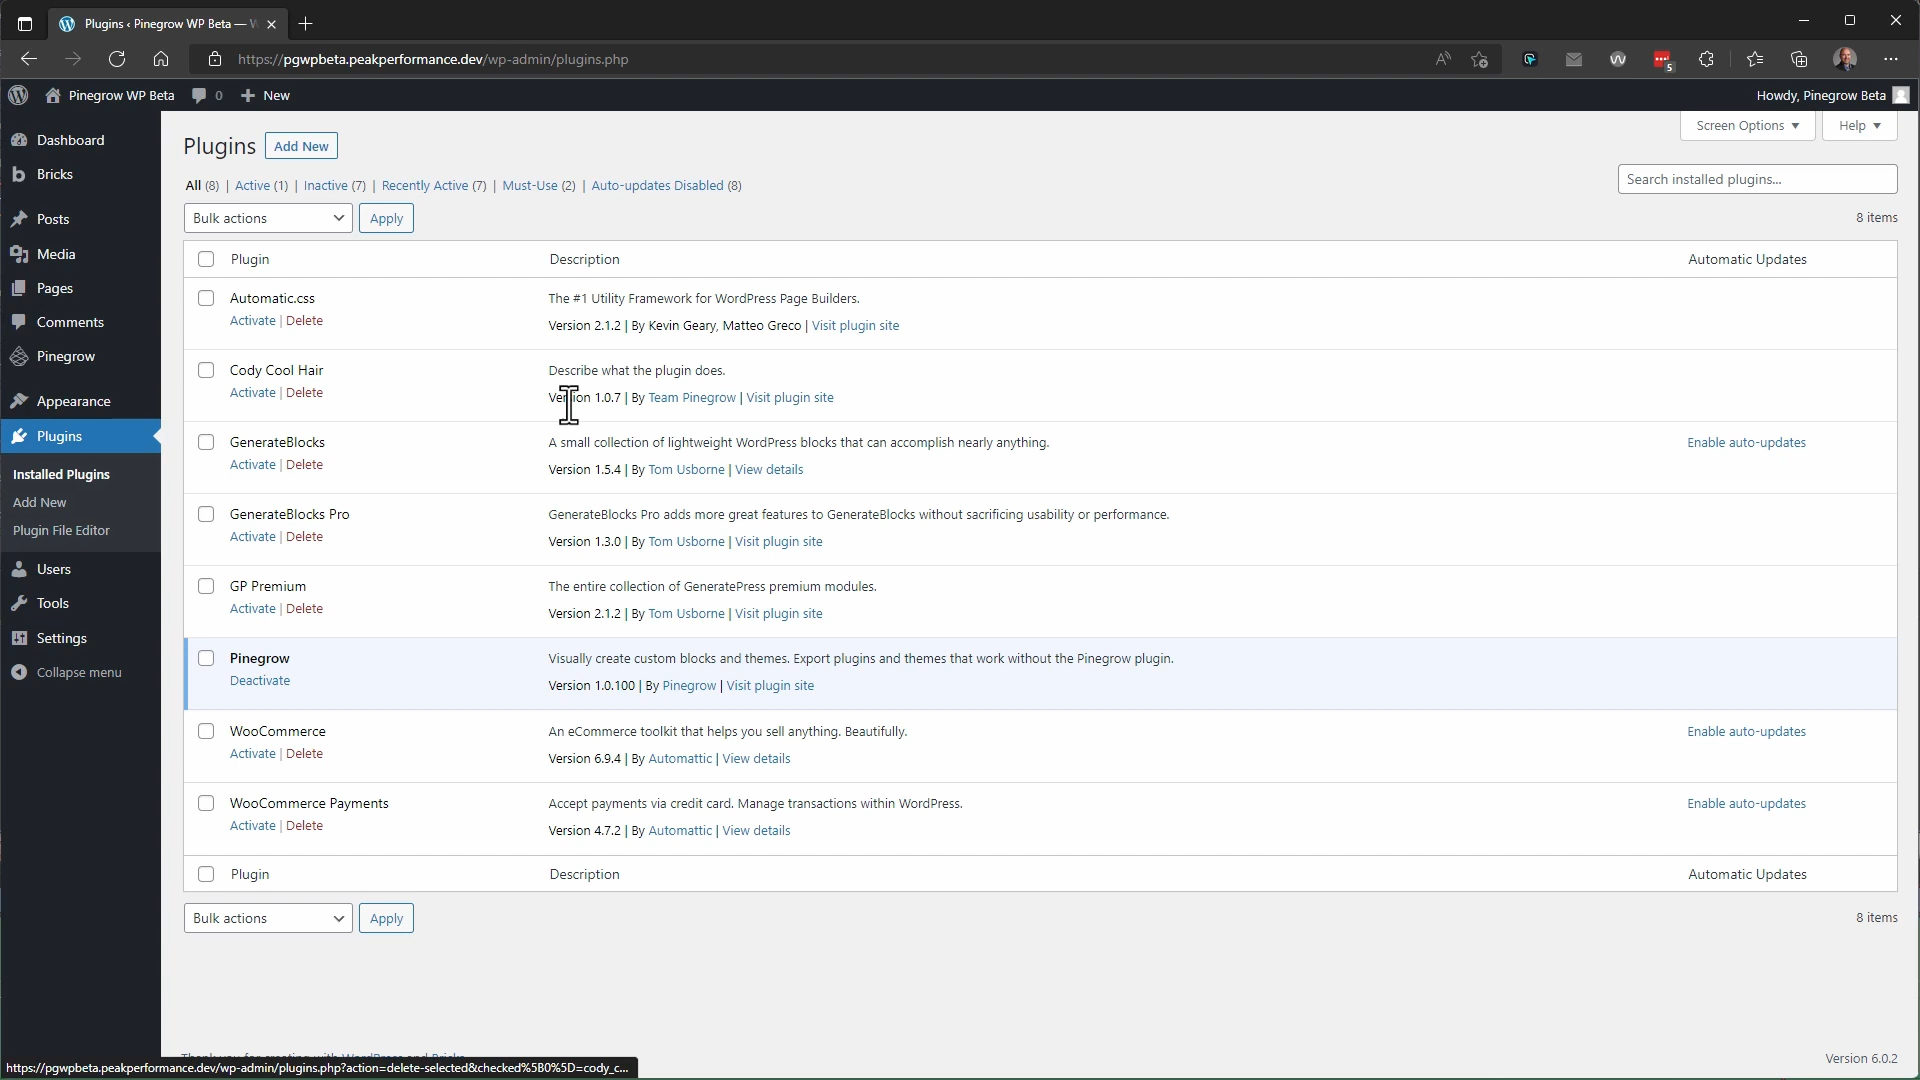 Plugins ‹ Pinegrow WP Beta —
https://pgwpbeta.peakperformance.dev/wp-admin/plugins.php
5
Pinegrow WP Beta 0 New
Howdy, Pinegrow Beta
Screen Options Help
Dashboard
Bricks
Posts
Media
Pages
Comments
Pinegrow
Appearance
Plugins
Installed Plugins
Add New
Plugin File Editor
Users
Tools
Settings
Collapse menu
Plugins Add New
All (8) | Active (1) | Inactive (7) | Recently Active (7) | Must-Use (2) | Auto-updates Disabled (8)
Search installed plugins...
Bulk actions Apply
8 items
Plugin Description Automatic Updates
Automatic.css The #1 Utility Framework for WordPress Page Builders.
Activate | Delete Version 2.1.2 | By Kevin Geary, Matteo Greco | Visit plugin site
Cody Cool Hair Describe what the plugin does.
Activate | Delete Version 1.0.7 | By Team Pinegrow | Visit plugin site
GenerateBlocks A small collection of lightweight WordPress blocks that can accomplish nearly anything. Enable auto-updates
Activate | Delete Version 1.5.4 | By Tom Usborne | View details
GenerateBlocks Pro GenerateBlocks Pro adds more great features to GenerateBlocks without sacrificing usability or performance.
Activate | Delete Version 1.3.0 | By Tom Usborne | Visit plugin site
GP Premium The entire collection of GeneratePress premium modules.
Activate | Delete Version 2.1.2 | By Tom Usborne | Visit plugin site
Pinegrow Visually create custom blocks and themes. Export plugins and themes that work without the Pinegrow plugin.
Deactivate Version 1.0.100 | By Pinegrow | Visit plugin site
WooCommerce An eCommerce toolkit that helps you sell anything. Beautifully. Enable auto-updates
Activate | Delete Version 6.9.4 | By Automattic | View details
WooCommerce Payments Accept payments via credit card. Manage transactions within WordPress. Enable auto-updates
Activate | Delete Version 4.7.2 | By Automattic | View details
Plugin Description Automatic Updates
Bulk actions Apply
8 items
Version 6.0.2
https://pgwpbeta.peakperformance.dev/wp-admin/plugins.php?action=delete-selected&checked%5B0%5D=cody_c...